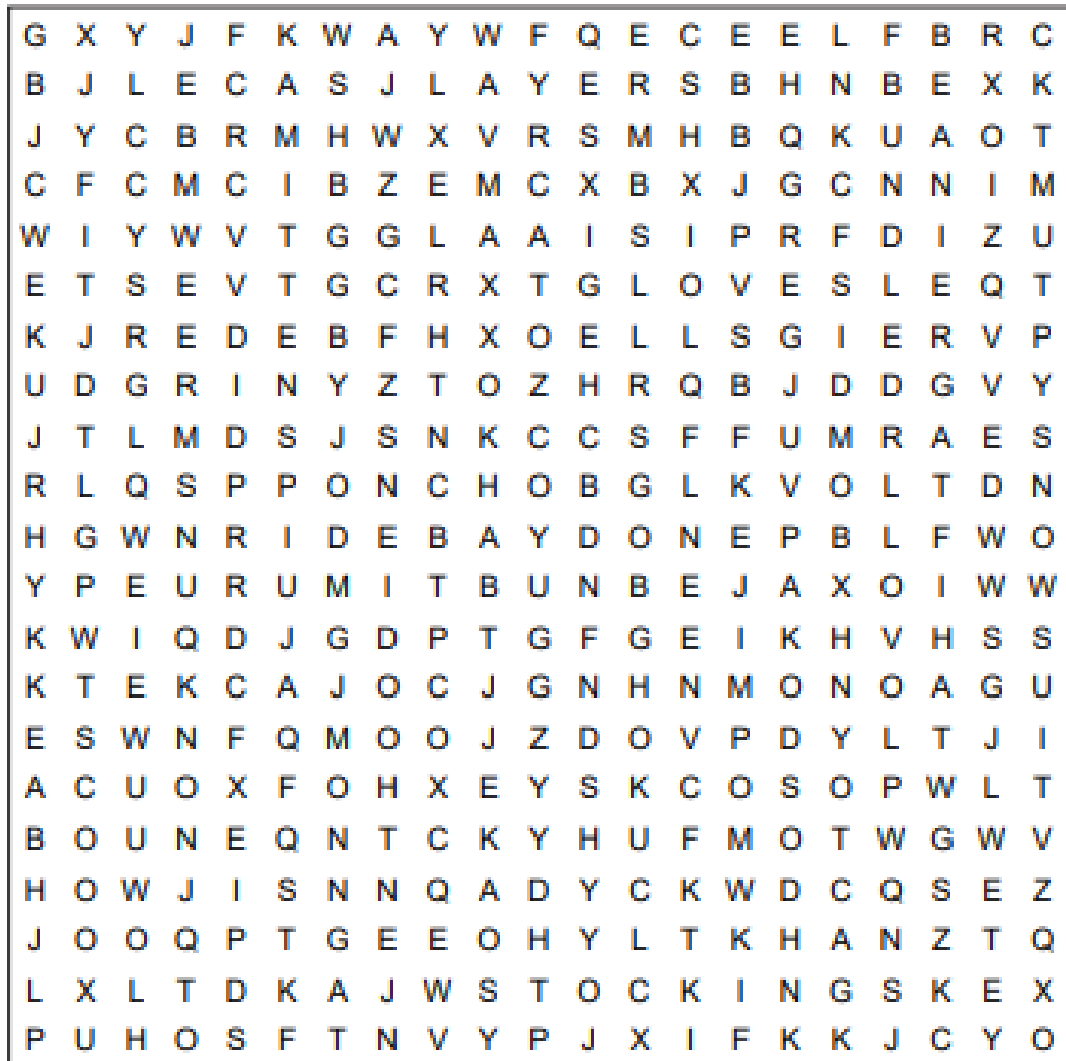 G X Y J F K W A Y W F Q E C E E L F B R C
B J L E C A S J L A Y E R S B H N B E X K
J Y C B R M H W X V R S M H B Q K U A O T
C F C M C I B Z E M C X B X J G C N N I M
W I Y W V T G G L A A I S I P R F D I Z U
E T S E V T G C R X T G L O V E S L E Q T
K J R E D E B F H X O E L L S G I E R V P
U D G R I N Y Z T O Z H R Q B J D D G V Y
J T L M D S J S N K C C S F F U M R A E S
R L Q S P P O N C H O B G L K V O L T D N
H G W N R I D E B A Y D O N E P B L F W O
Y P E U R U M I T B U N B E J A X O I W W
K W I Q D J G D P T G F G E I K H V H S S
K T E K C A J O C J G N H N M O N O A G U
E S W N F Q M O O J Z D O V P D Y L T J I
A C U O X F O H X E Y S K C O S O P W L T
B O U N E Q N T C K Y H U F M O T W G W V
H O W J I S N N Q A D Y C K W D C Q S E Z
J O O Q P T G E E O H Y L T K H A N Z T Q
L X L T D K A J W S T O C K I N G S K E X
P U H O S F T N V Y P J X I F K K J C Y O